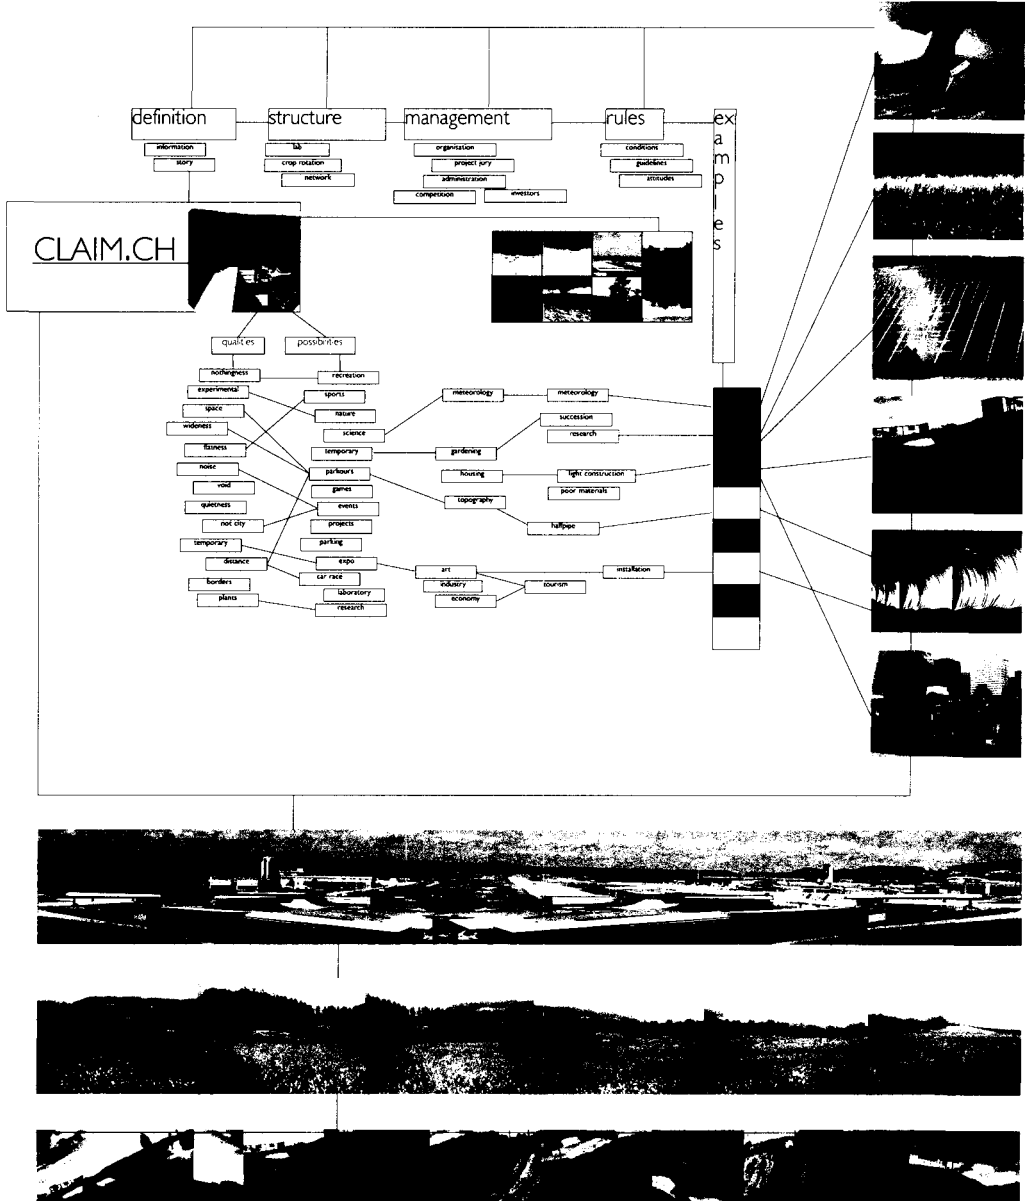 definition
structure
management
rules
examples
information
story
lab
crop rotation
network
organisation
project jury
administration
competition
investors
conditions
guidelines
attitudes
CLAIM.CH
qualities
possibilities
nothingness
recreation
experimental
sports
meteorology
meteorology
space
nature
succession
wideness
science
research
flatness
temporary
gardening
noise
parkours
housing
light construction
void
games
poor materials
quietness
events
topography
not city
projects
halfpipe
temporary
parking
distance
expo
art
installation
borders
car race
industry
tourism
plants
laboratory
economy
research